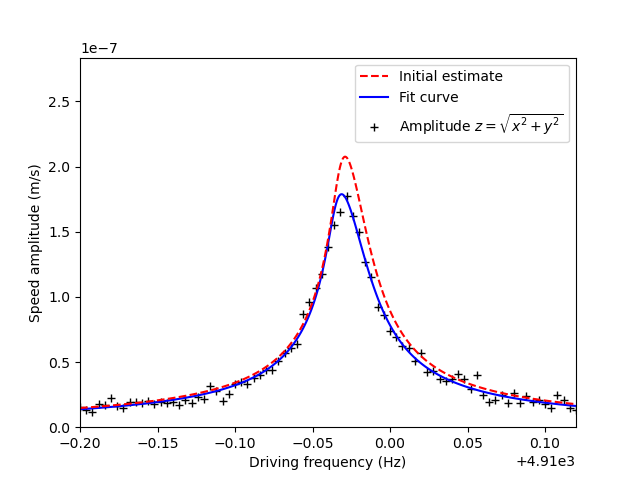 1e−7
Initial estimate
Fit curve
Amplitude z = √x² + y²
2.5
2.0
1.5
1.0
0.5
0.0
Speed amplitude (m/s)
−0.20 −0.15 −0.10 −0.05 0.00 0.05 0.10
Driving frequency (Hz)
+4.91e3